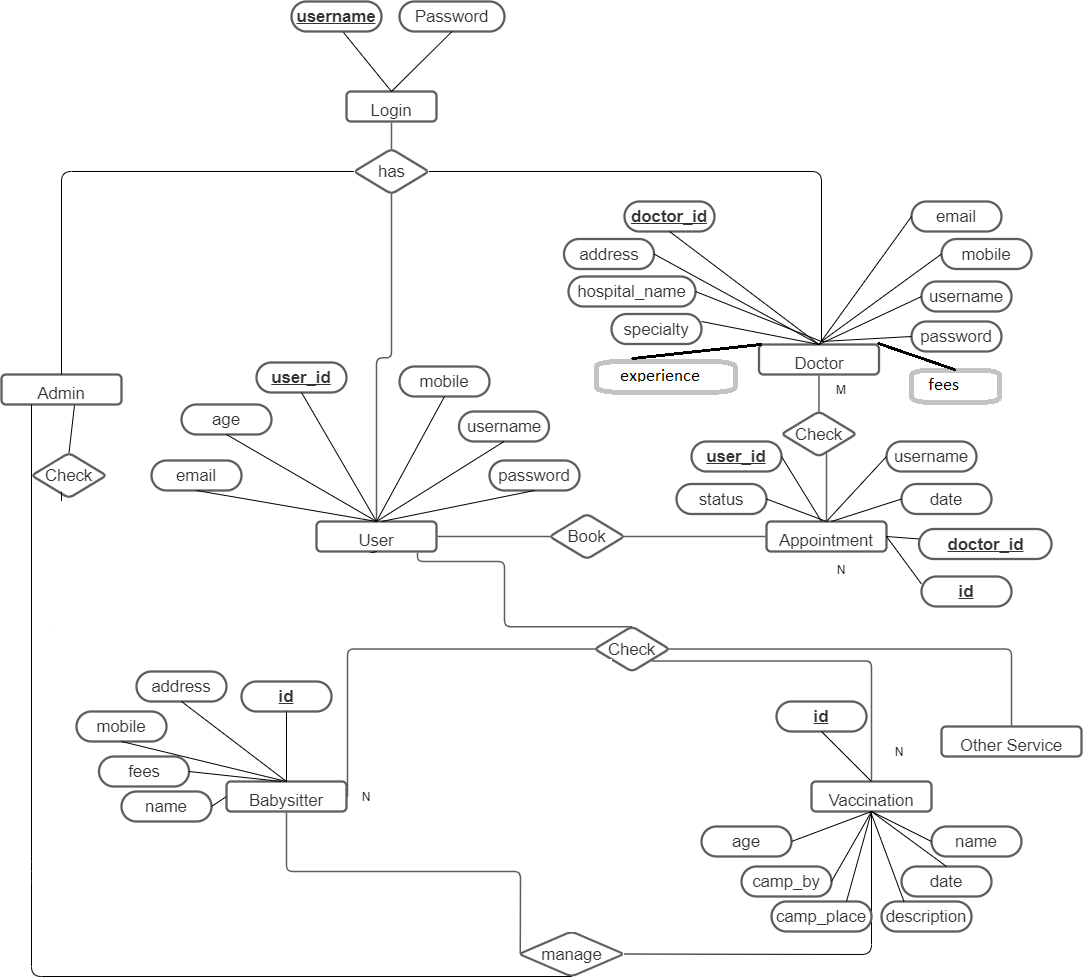 username
Password
Login
has
doctor_id
email
address
mobile
hospital_name
username
specialty
password
Doctor
experience
fees
M
user_id
mobile
Admin
age
username
Check
user_id
username
email
password
Check
status
date
User
Book
Appointment
doctor_id
N
id
Check
address
id
mobile
id
Other Service
N
fees
name
Babysitter
N
Vaccination
age
name
camp_by
date
camp_place
description
manage